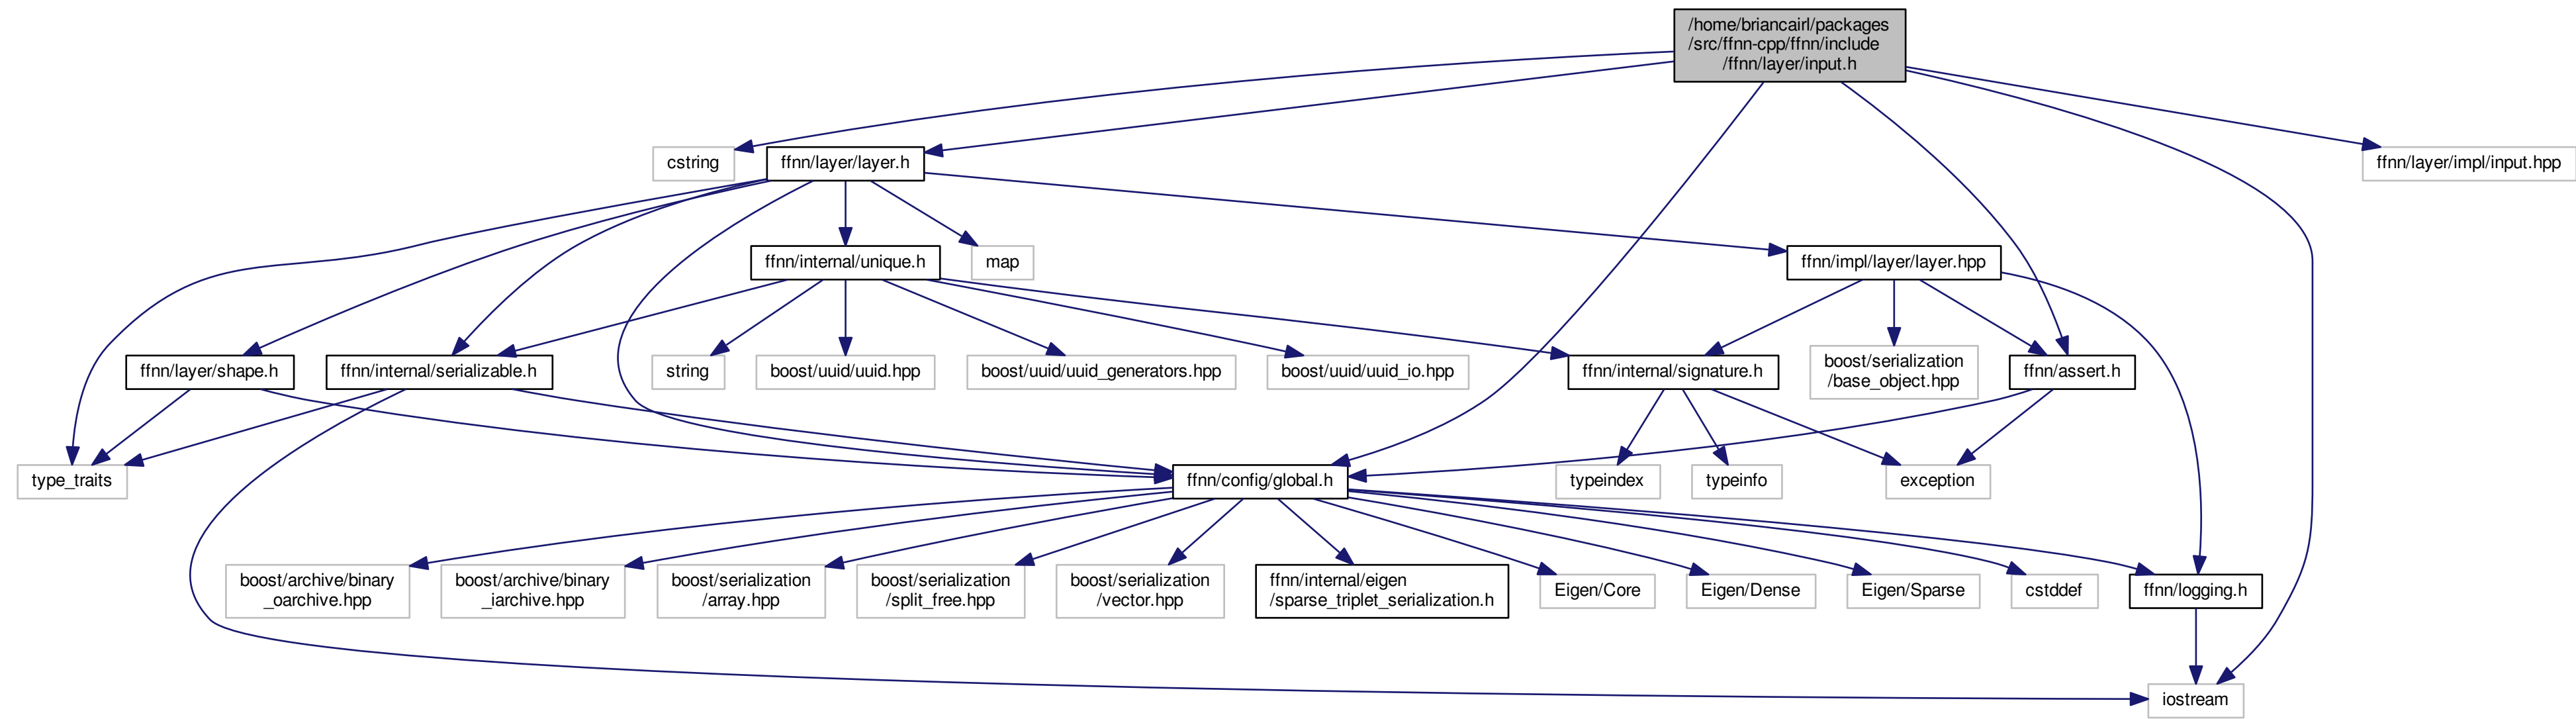 /home/briancairl/packages
/src/ffnn-cpp/ffnn/include
/ffnn/layer/input.h
cstring
ffnn/layer/layer.h
ffnn/layer/impl/input.hpp
ffnn/internal/unique.h
map
ffnn/impl/layer/layer.hpp
ffnn/layer/shape.h
ffnn/internal/serializable.h
string
boost/uuid/uuid.hpp
boost/uuid/uuid_generators.hpp
boost/uuid/uuid_io.hpp
ffnn/internal/signature.h
boost/serialization
/base_object.hpp
ffnn/assert.h
type_traits
ffnn/config/global.h
typeindex
typeinfo
exception
boost/archive/binary
_oarchive.hpp
boost/archive/binary
_iarchive.hpp
boost/serialization
/array.hpp
boost/serialization
/split_free.hpp
boost/serialization
/vector.hpp
ffnn/internal/eigen
/sparse_triplet_serialization.h
Eigen/Core
Eigen/Dense
Eigen/Sparse
cstddef
ffnn/logging.h
iostream